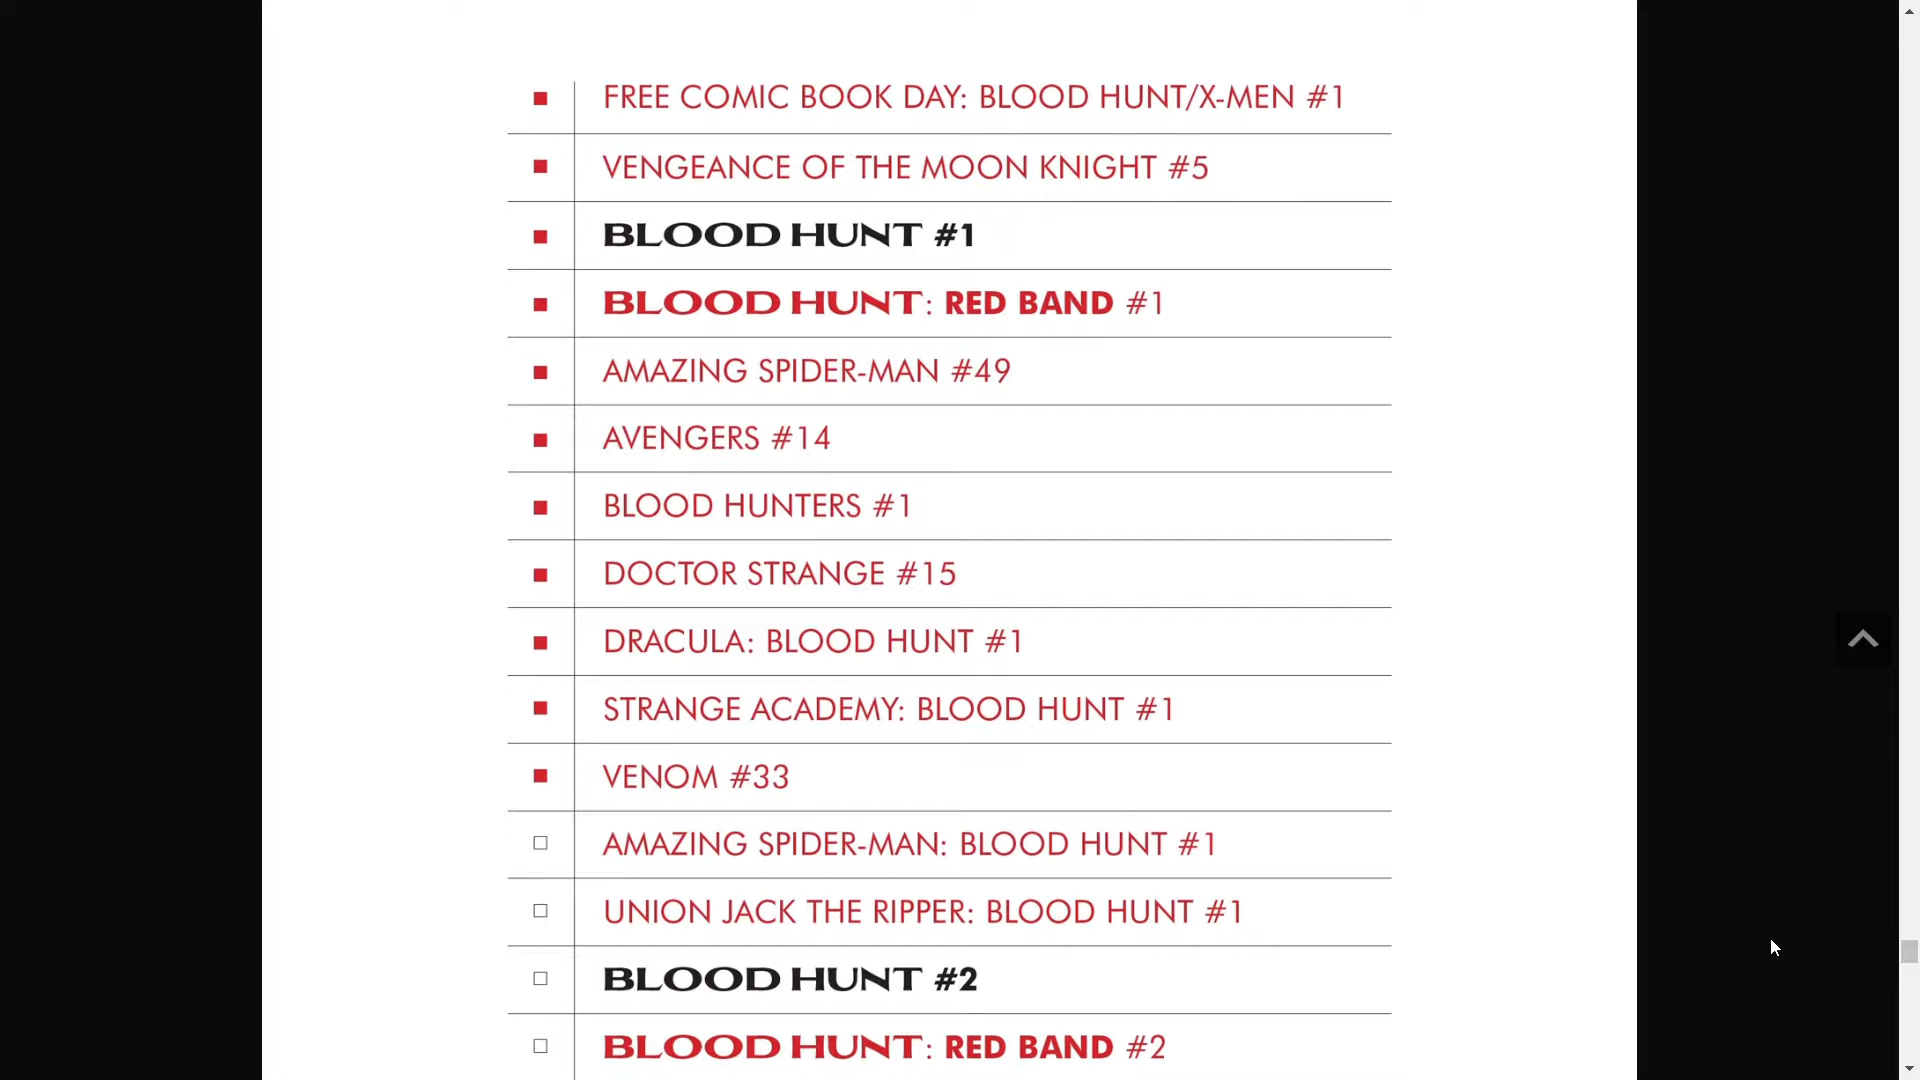 FREE COMIC BOOK DAY: BLOOD HUNT/X-MEN #1
VENGEANCE OF THE MOON KNIGHT #5
BLOOD HUNT #1
BLOOD HUNT: RED BAND #1
AMAZING SPIDER-MAN #49
AVENGERS #14
BLOOD HUNTERS #1
DOCTOR STRANGE #15
DRACULA: BLOOD HUNT #1
STRANGE ACADEMY: BLOOD HUNT #1
VENOM #33
AMAZING SPIDER-MAN: BLOOD HUNT #1
UNION JACK THE RIPPER: BLOOD HUNT #1
BLOOD HUNT #2
BLOOD HUNT: RED BAND #2